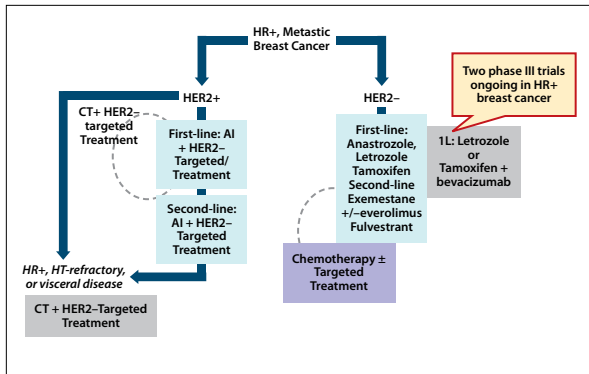 HR+, Metastic
Breast Cancer
HER2+
HER2–
Two phase III trials
ongoing in HR+
breast cancer
CT+ HER2–
targeted
Treatment
First-line: AI
+ HER2–
Targeted/
Treatment
First-line:
Anastrozole,
Letrozole
Tamoxifen
Second-line
Exemestane
+/–everolimus
Fulvestrant
1L: Letrozole
or
Tamoxifen +
bevacizumab
Second-line:
AI + HER2–
Targeted
Treatment
Chemotherapy ±
Targeted
Treatment
HR+, HT-refractory,
or visceral disease
CT + HER2–Targeted
Treatment